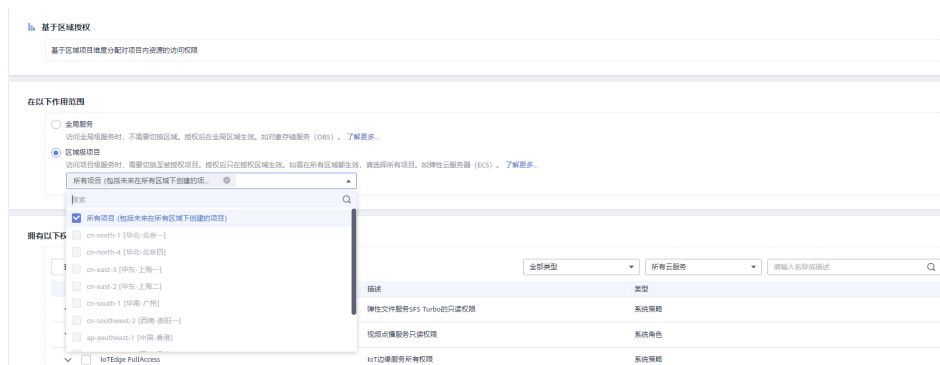 基于区域授权
基于区域项目维度分配对项目内资源的访问权限
在以下作用范围
全局服务
访问全局级服务时，不需要切换区域。授权后在全局区域生效。如对象存储服务（OBS）。 了解更多...
区域级项目
访问项目级服务时，需要切换至被授权项目。授权后只在授权区域生效。如需在所有区域都生效，请选择所有项目。如弹性云服务器（ECS）。 了解更多...
所有项目 (包括未来在所有区域下创建的项...
搜索
所有项目 (包括未来在所有区域下创建的项目)
拥有以下权
cn-north-1 [华北-北京一]
cn-north-4 [华北-北京四]
cn-east-3 [华东-上海一]
全部类型 所有云服务 请输入名称或描述
cn-east-2 [华东-上海二]
描述 类型
cn-south-1 [华南-广州]
弹性文件服务SFS Turbo的只读权限 系统策略
cn-southwest-2 [西南-贵阳一]
ap-southeast-1 [中国-香港]
视频点播服务只读权限 系统角色
IoTEdge FullAccess IoT边缘服务所有权限 系统策略